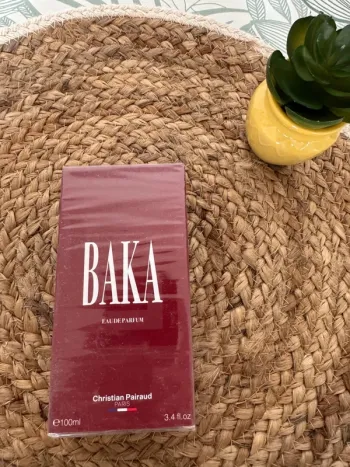 BAKA
EAU DE PARFUM
Christian Pairaud
PARIS
℮100ml
3.4 fl.oz